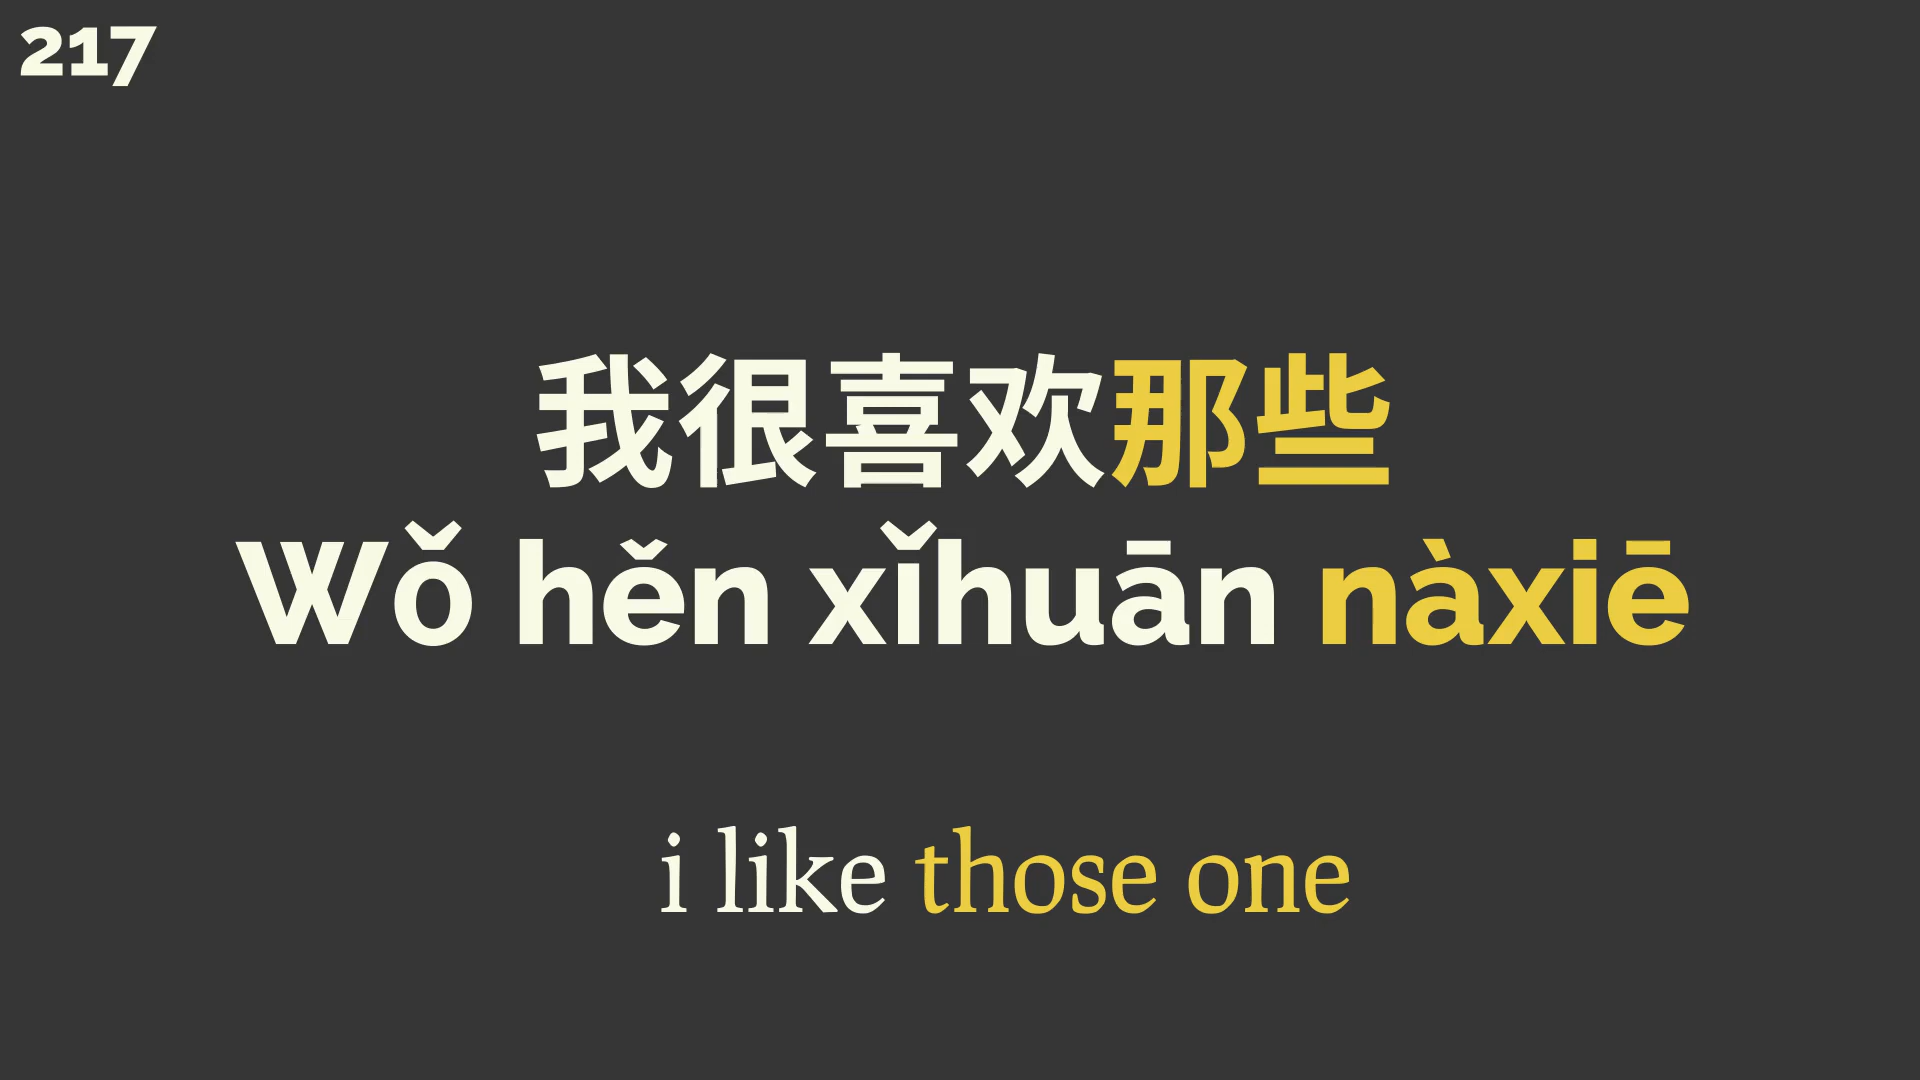 217
我很喜欢那些
Wǒ hěn xǐhuān nàxiē
i like those one